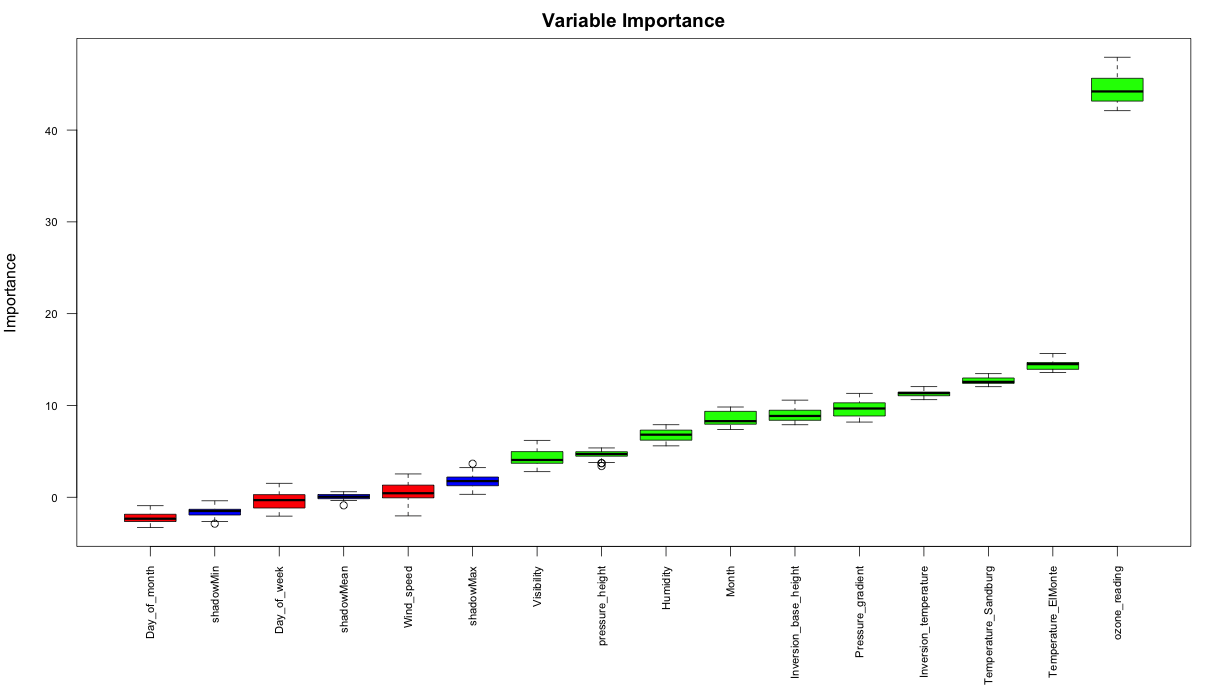 Variable Importance
Importance
40
30
20
10
0
Day_of_month
shadowMin
Day_of_week
shadowMean
Wind_speed
shadowMax
Visibility
pressure_height
Humidity
Month
Inversion_base_height
Pressure_gradient
Inversion_temperature
Temperature_Sandburg
Temperature_ElMonte
ozone_reading